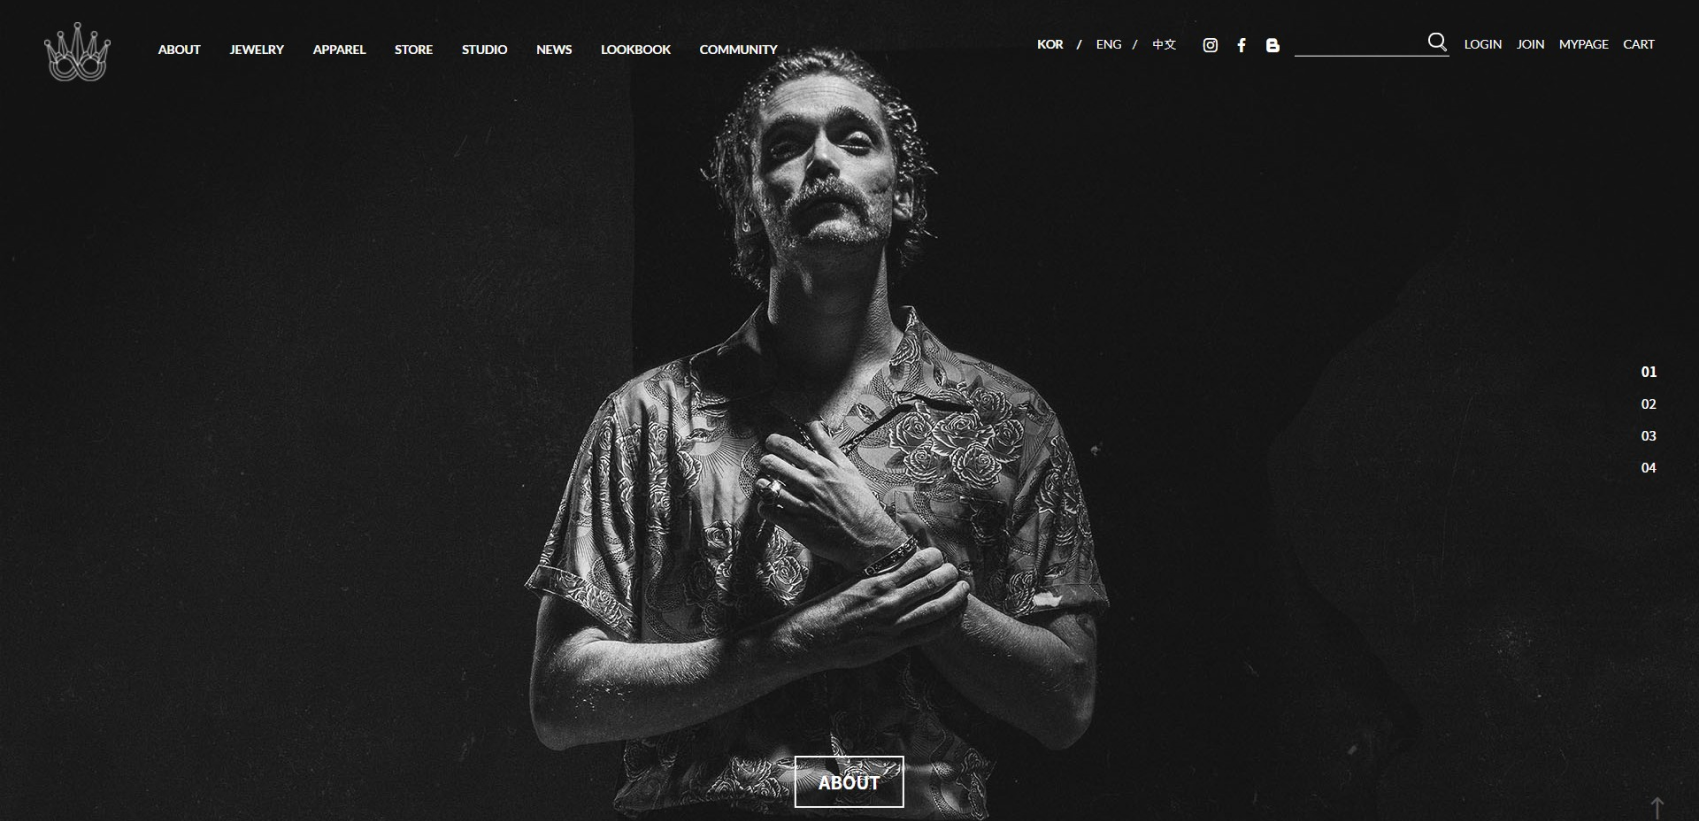 ABOUT JEWELRY APPAREL STORE STUDIO NEWS LOOKBOOK COMMUNITY KOR / ENG / 中文 LOGIN JOIN MYPAGE CART
01
02
03
04
ABOUT